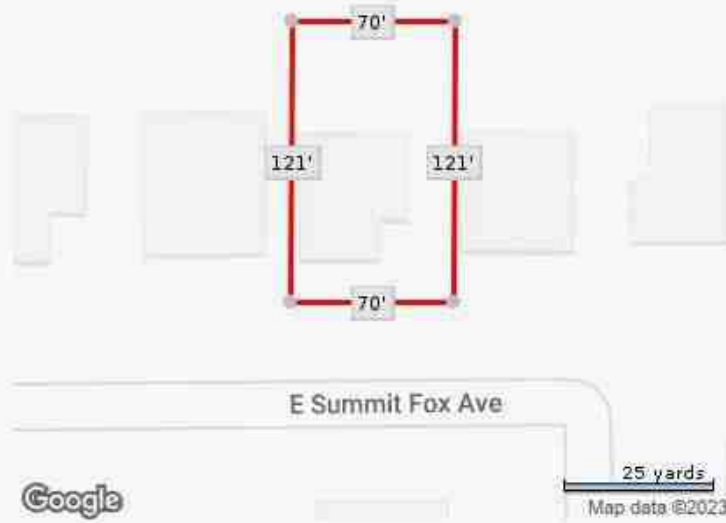 70'
121' 121'
70'
E Summit Fox Ave
25 yards
Google
Map data ©2023